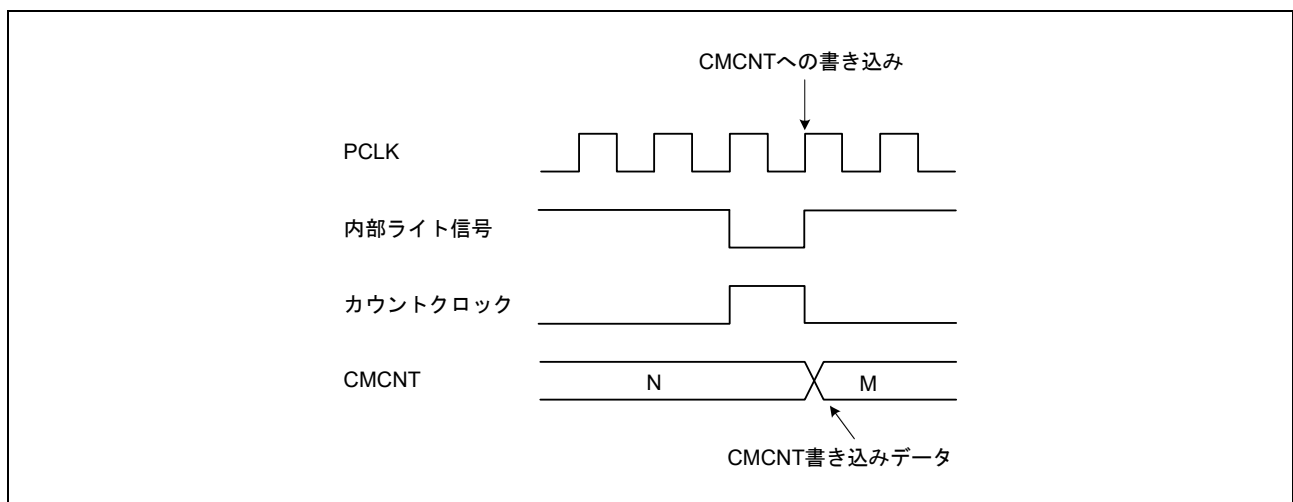 CMCNTへの書き込み
PCLK
内部ライト信号
カウントクロック
CMCNT
N
M
CMCNT書き込みデータ